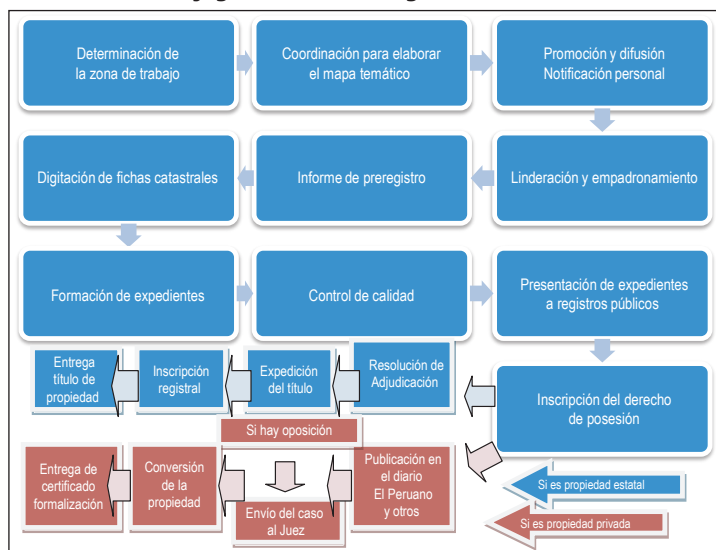 Determinación de
la zona de trabajo
Coordinación para elaborar
el mapa temático
Promoción y difusión
Notificación personal
Linderación y empadronamiento
Informe de preregistro
Digitación de fichas catastrales
Formación de expedientes
Control de calidad
Presentación de expedientes
a registros públicos
Inscripción del derecho
de posesión
Resolución de
Adjudicación
Expedición
del título
Inscripción
registral
Entrega
título de
propiedad
Si hay oposición
Publicación en
el diario
El Peruano
y otros
Envío del caso
al Juez
Conversión
de la
propiedad
Entrega de
certificado
formalización
Si es propiedad estatal
Si es propiedad privada